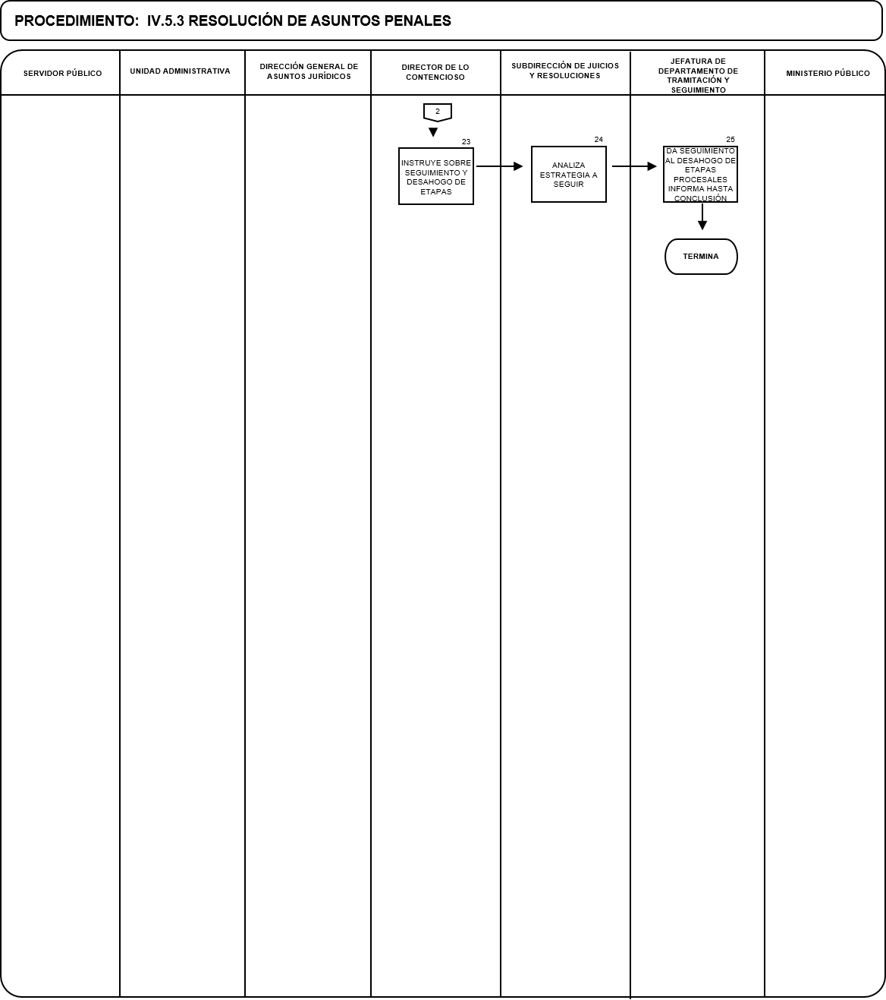 PROCEDIMIENTO:  IV.5.3 RESOLUCIÓN DE ASUNTOS PENALES
SERVIDOR PÚBLICO
UNIDAD ADMINISTRATIVA
DIRECCIÓN GENERAL DE
ASUNTOS JURÍDICOS
DIRECTOR DE LO
CONTENCIOSO
SUBDIRECCIÓN DE JUICIOS
Y RESOLUCIONES
JEFATURA DE
DEPARTAMENTO DE
TRAMITACIÓN Y
SEGUIMIENTO
MINISTERIO PÚBLICO
2
23
INSTRUYE SOBRE
SEGUIMIENTO Y
DESAHOGO DE
ETAPAS
24
ANALIZA
ESTRATEGIA A
SEGUIR
25
DA SEGUIMIENTO
AL DESAHOGO DE
ETAPAS
PROCESALES
INFORMA HASTA
CONCLUSIÓN
TERMINA